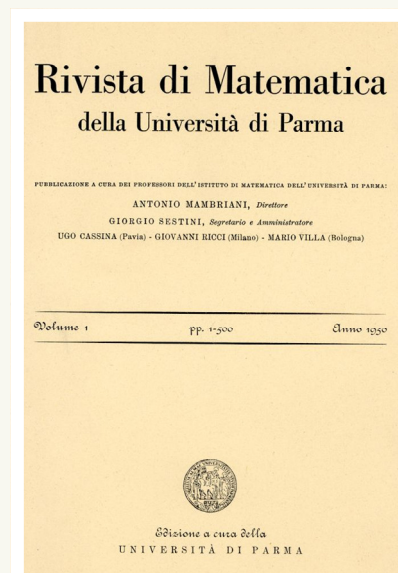 Rivista di Matematica
della Università di Parma
PUBBLICAZIONE A CURA DEI PROFESSORI DELL'ISTITUTO DI MATEMATICA DELL'UNIVERSITÀ DI PARMA:
ANTONIO MAMBRIANI, Direttore
GIORGIO SESTINI, Segretario e Amministratore
UGO CASSINA (Pavia) - GIOVANNI RICCI (Milano) - MARIO VILLA (Bologna)
Volume 1 pp. 1-500 Anno 1950
Edizione a cura della
UNIVERSITÀ DI PARMA